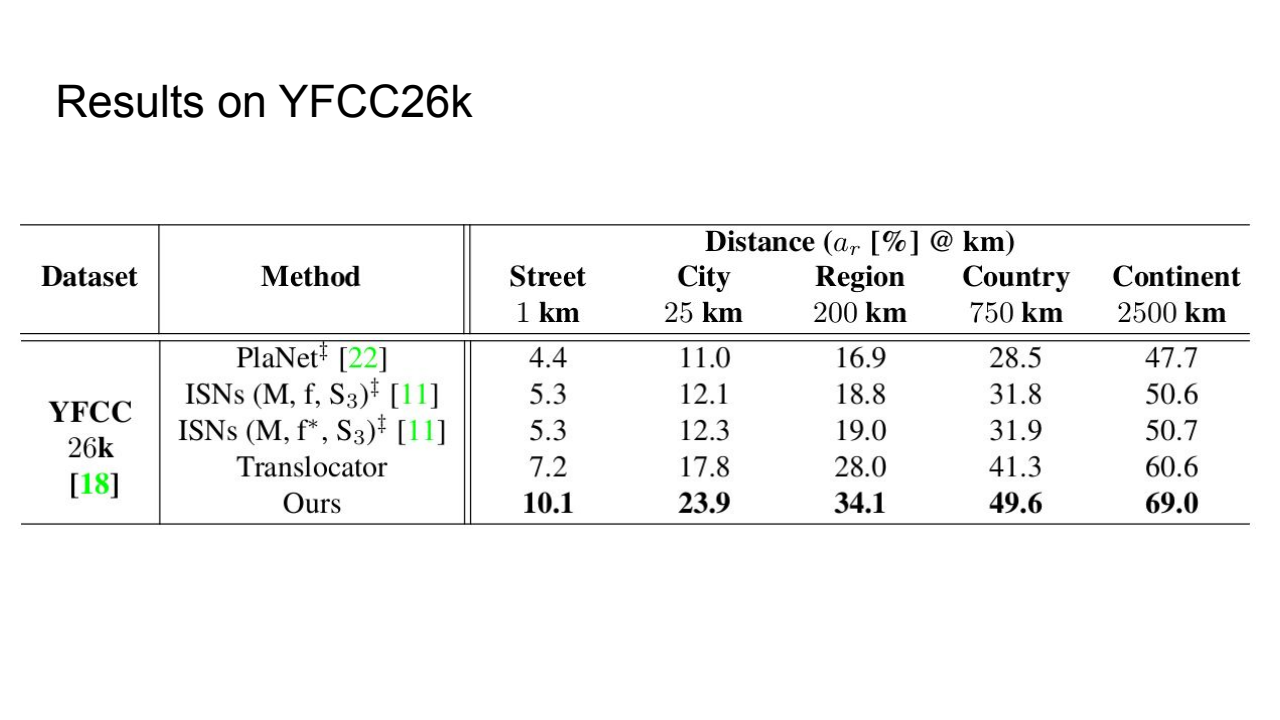 Results on YFCC26k
Distance (a_r [%] @ km)
Dataset Method Street City Region Country Continent
1 km 25 km 200 km 750 km 2500 km
YFCC
26k
[18]
PlaNet‡ [22] 4.4 11.0 16.9 28.5 47.7
ISNs (M, f, S₃)‡ [11] 5.3 12.1 18.8 31.8 50.6
ISNs (M, f*, S₃)‡ [11] 5.3 12.3 19.0 31.9 50.7
Translocator 7.2 17.8 28.0 41.3 60.6
Ours 10.1 23.9 34.1 49.6 69.0